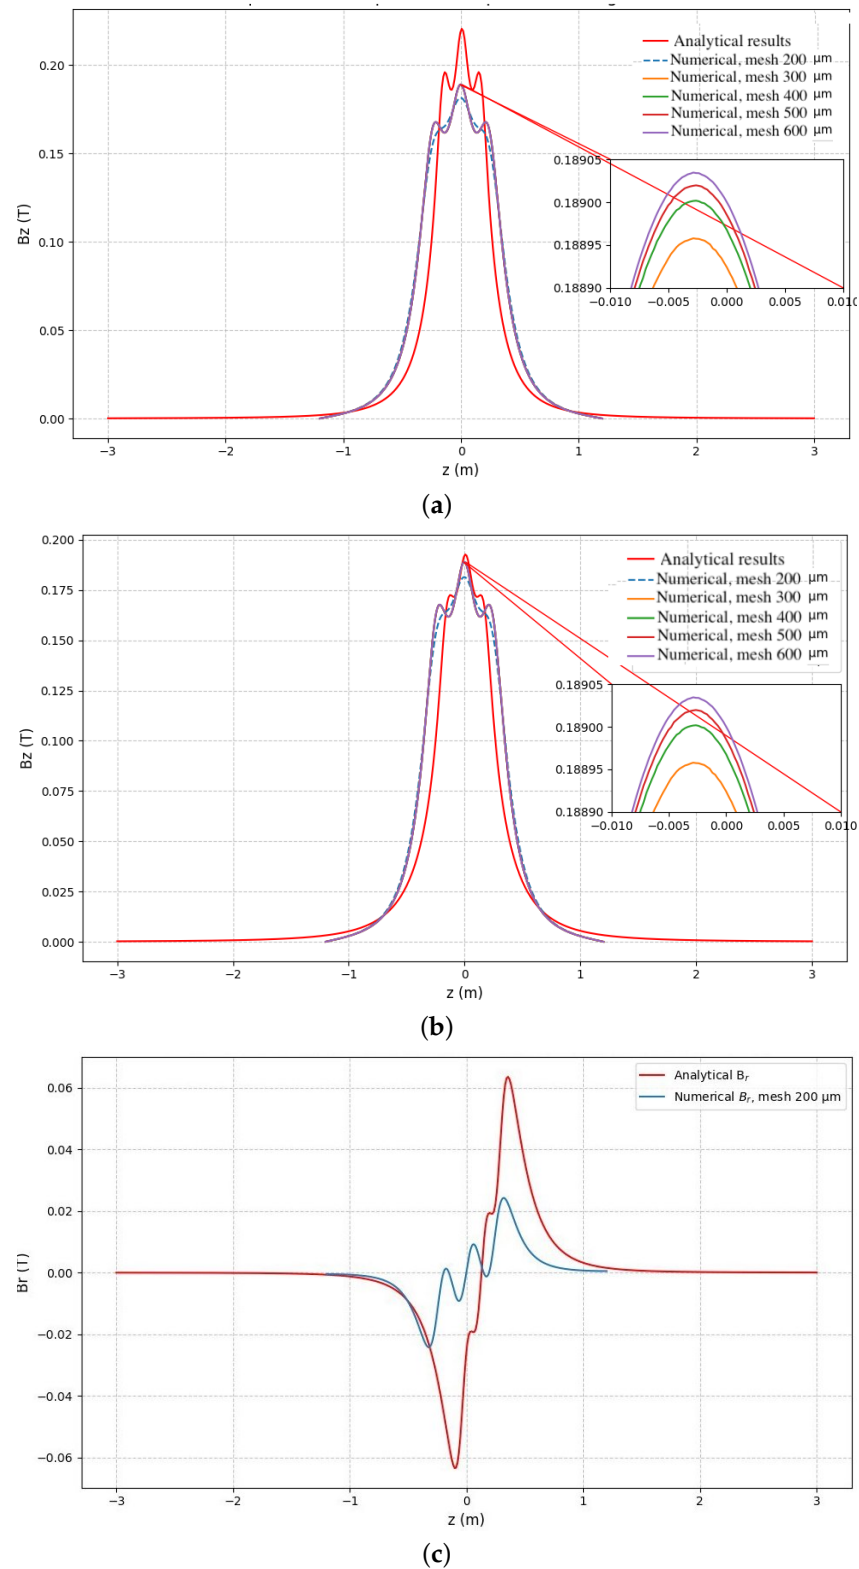 Analytical results
Numerical, mesh 200 μm
Numerical, mesh 300 μm
Numerical, mesh 400 μm
Numerical, mesh 500 μm
Numerical, mesh 600 μm
0.20
0.15
0.10
0.05
0.00
Bz (T)
0.18905
0.18900
0.18895
0.18890
−0.010 −0.005 0.000 0.005 0.010
−3 −2 −1 0 1 2 3
z (m)
(a)
0.200
0.175
0.150
0.125
0.100
0.075
0.050
0.025
0.000
Bz (T)
Analytical results
Numerical, mesh 200 μm
Numerical, mesh 300 μm
Numerical, mesh 400 μm
Numerical, mesh 500 μm
Numerical, mesh 600 μm
0.18905
0.18900
0.18895
0.18890
−0.010 −0.005 0.000 0.005 0.010
−3 −2 −1 0 1 2 3
z (m)
(b)
Analytical Br
Numerical Br, mesh 200 μm
0.06
0.04
0.02
0.00
−0.02
−0.04
−0.06
Br (T)
−3 −2 −1 0 1 2 3
z (m)
(c)